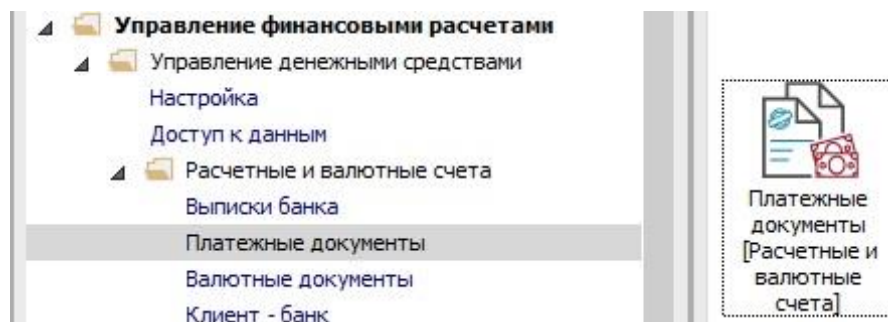 Управление финансовыми расчетами
Управление денежными средствами
Настройка
Доступ к данным
Расчетные и валютные счета
Выписки банка
Платежные документы
Валютные документы
Клиент - банк
Платежные
документы
[Расчетные и
валютные
счета]